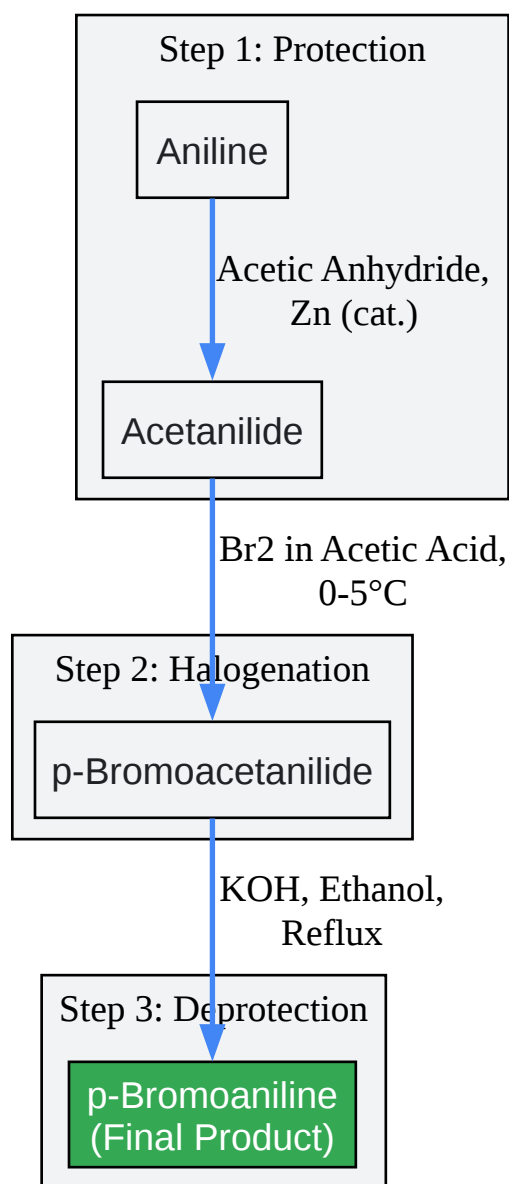 Step 1: Protection
Aniline
Acetic Anhydride,
Zn (cat.)
Acetanilide
Br2 in Acetic Acid,
0-5°C
Step 2: Halogenation
p-Bromoacetanilide
KOH, Ethanol,
Reflux
Step 3: Deprotection
p-Bromoaniline
(Final Product)